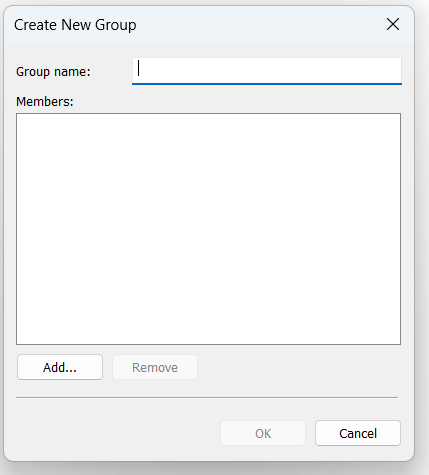 Create New Group
Group name:
Members:
Add...
Remove
OK
Cancel